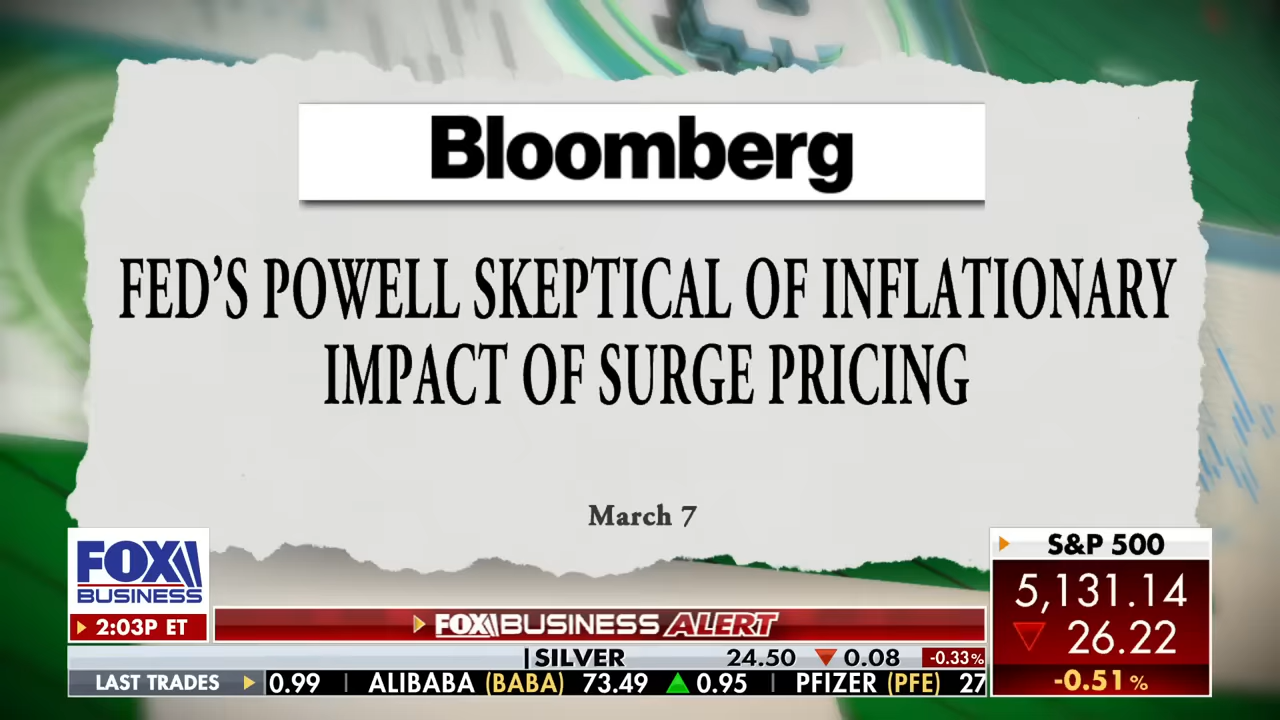 Bloomberg
FED'S POWELL SKEPTICAL OF INFLATIONARY
IMPACT OF SURGE PRICING
March 7
FOX
BUSINESS
2:03P ET
FOX BUSINESS ALERT
S&P 500
5,131.14
26.22
-0.51%
SILVER 24.50 0.08 -0.33%
LAST TRADES 0.99 | ALIBABA (BABA) 73.49 0.95 | PFIZER (PFE) 27